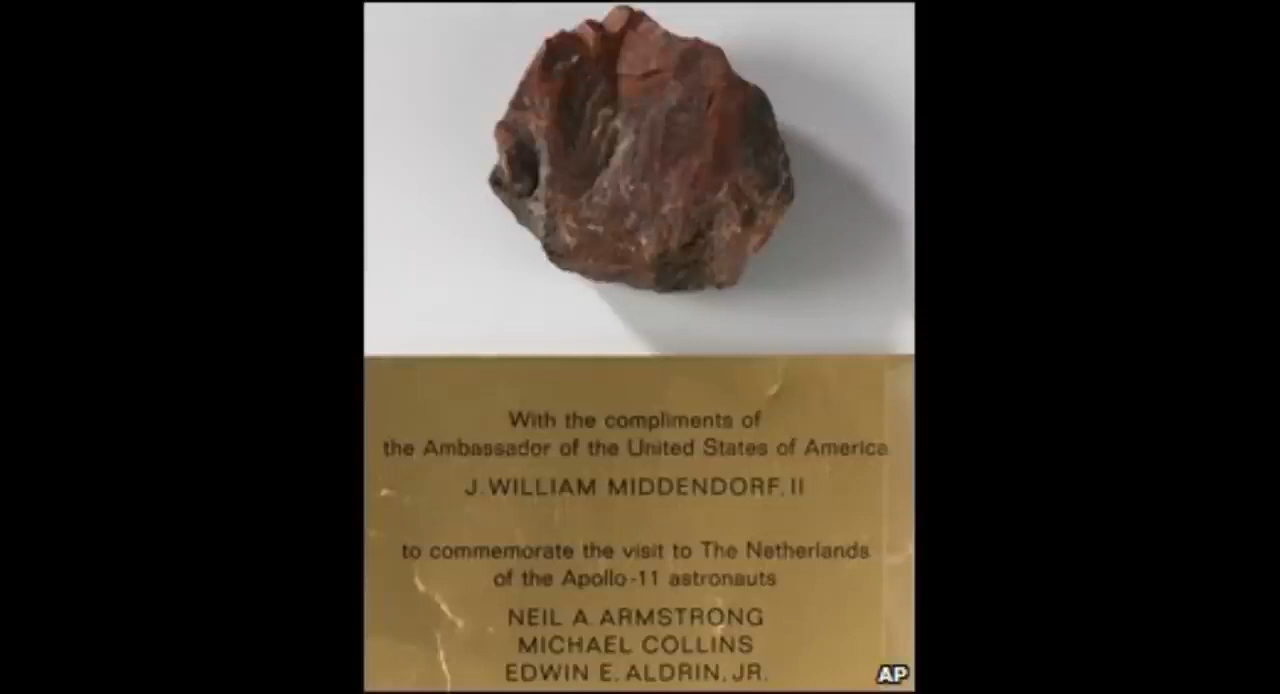 With the compliments of
the Ambassador of the United States of America
J. WILLIAM MIDDENDORF, II
to commemorate the visit to The Netherlands
of the Apollo-11 astronauts
NEIL A. ARMSTRONG
MICHAEL COLLINS
EDWIN E. ALDRIN, JR.
AP